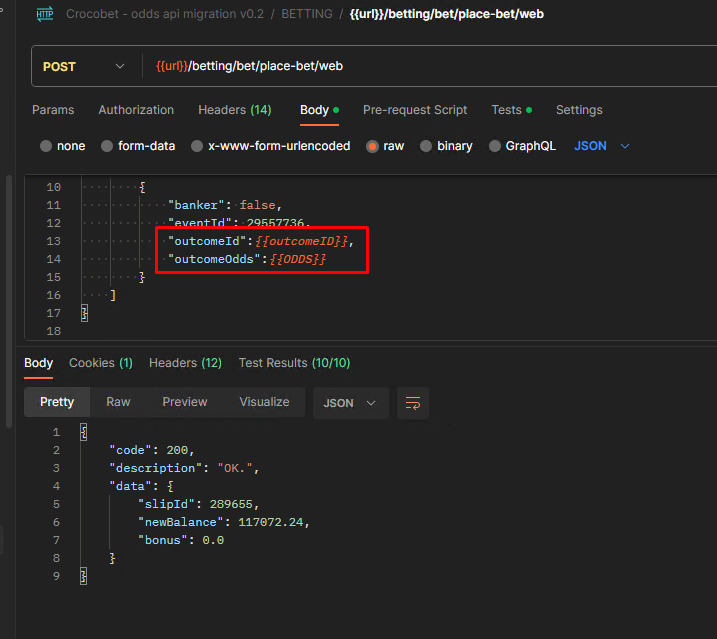 HTTP Crocobet - odds api migration v0.2 / BETTING / {{url}}/betting/bet/place-bet/web
POST {{url}}/betting/bet/place-bet/web
Params Authorization Headers (14) Body Pre-request Script Tests Settings
none form-data x-www-form-urlencoded raw binary GraphQL JSON
10 {
11 "banker": false,
12 "eventId": 29557736,
13 "outcomeId":{{outcomeID}},
14 "outcomeOdds":{{ODDS}}
15 }
16 ]
17 }
18
Body Cookies (1) Headers (12) Test Results (10/10)
Pretty Raw Preview Visualize JSON
1 {
2 "code": 200,
3 "description": "OK.",
4 "data": {
5 "slipId": 289655,
6 "newBalance": 117072.24,
7 "bonus": 0.0
8 }
9 }